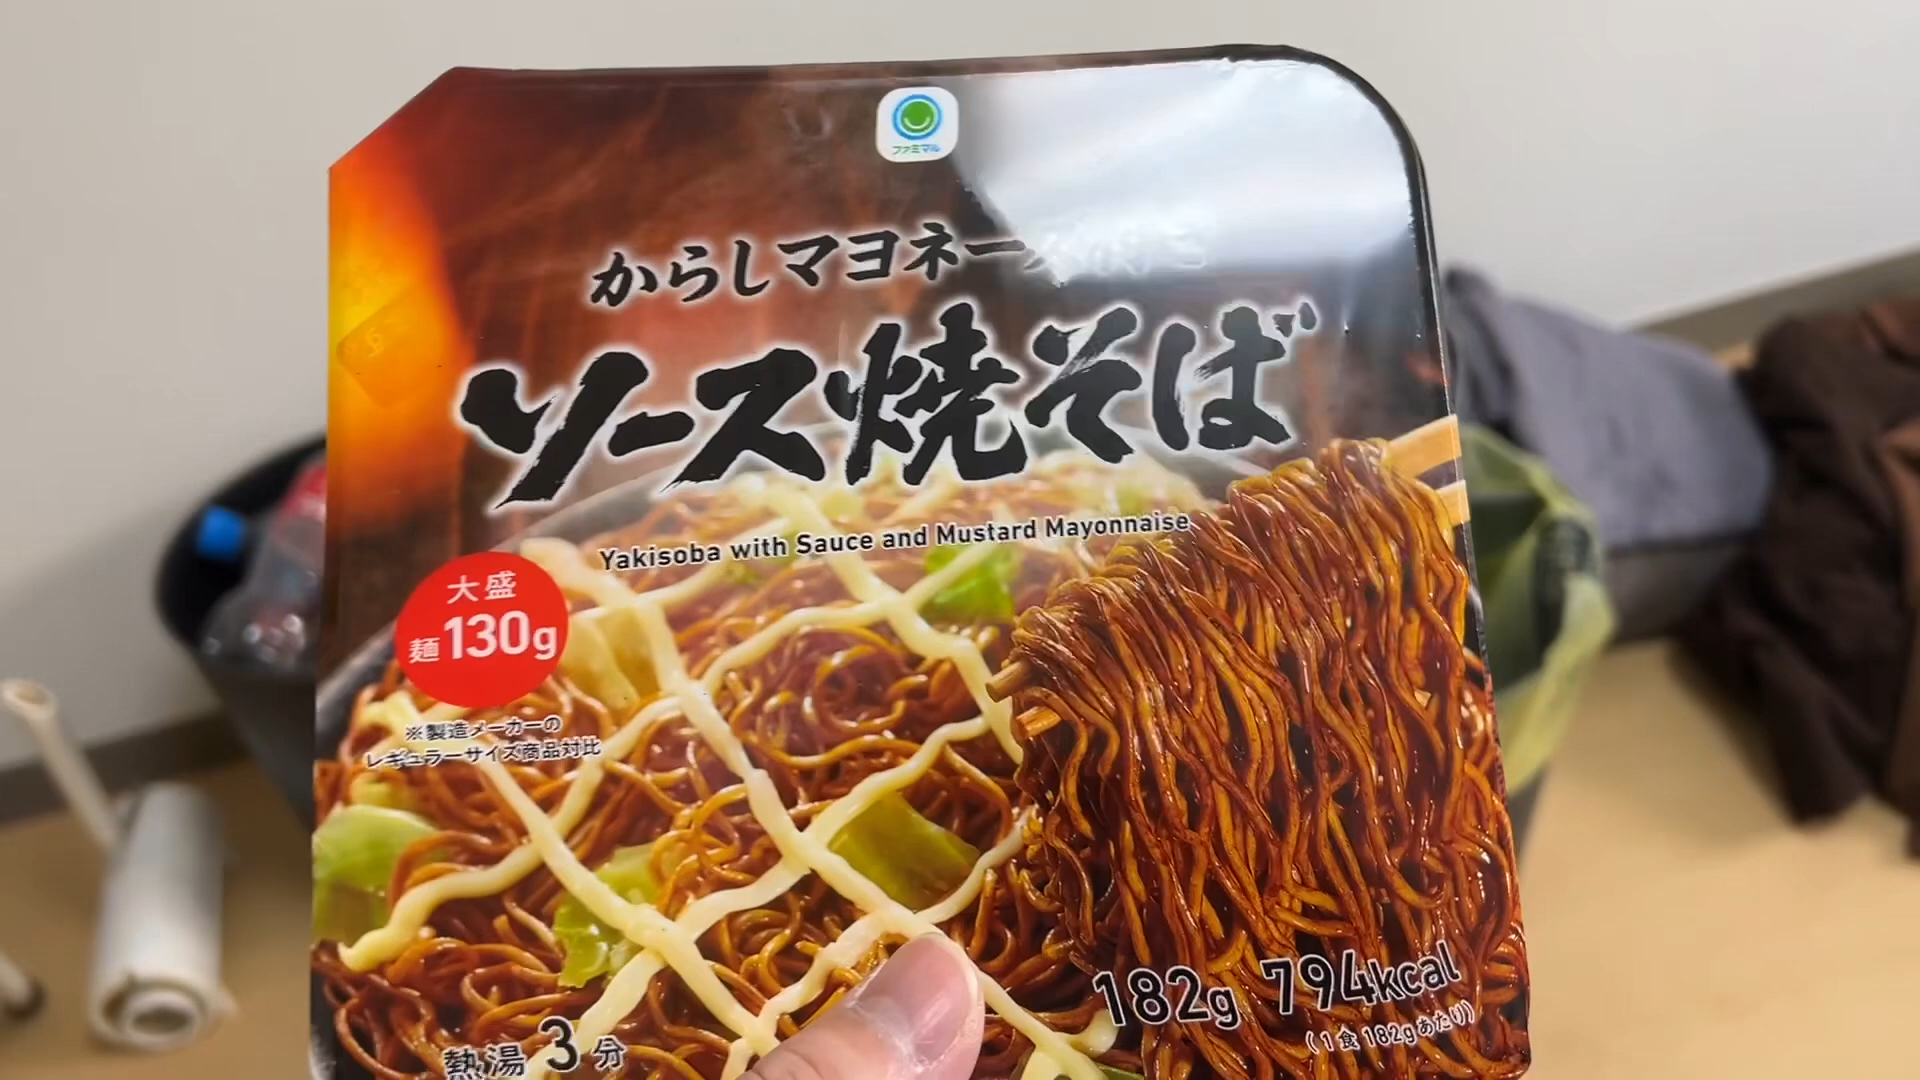 ファミマル
からしマヨネー
ソース焼そば
Yakisoba with Sauce and Mustard Mayonnaise
大盛
麺130g
※製造メーカーの
レギュラーサイズ商品対比
182g 794kcal
(1食182gあたり)
熱湯3分